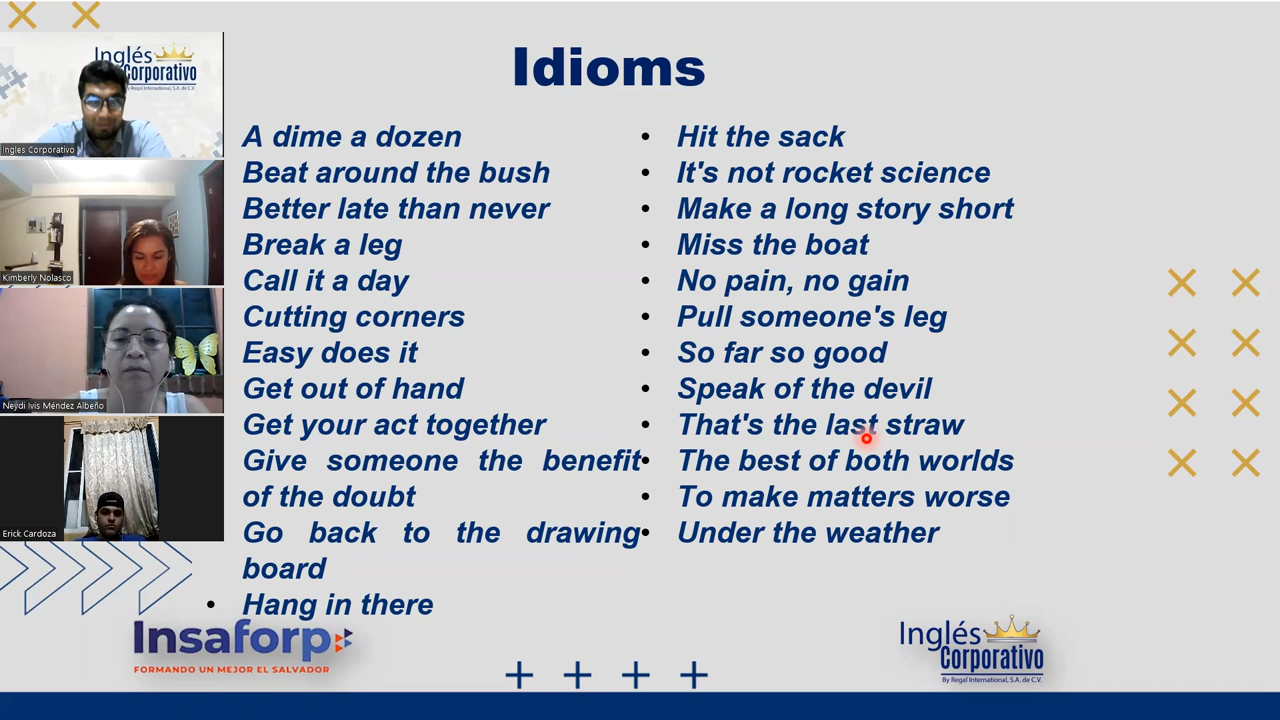 Idioms
Inglés
Corporativo
By Regal International, S.A. de C.V.
Ingles Corporativo
Kimberly Nolasco
Neydi Ivis Méndez Albeño
Erick Cardoza
A dime a dozen
Beat around the bush
Better late than never
Break a leg
Call it a day
Cutting corners
Easy does it
Get out of hand
Get your act together
Give someone the benefit
of the doubt
Go back to the drawing
board
• Hang in there
• Hit the sack
• It's not rocket science
• Make a long story short
• Miss the boat
• No pain, no gain
• Pull someone's leg
• So far so good
• Speak of the devil
• That's the last straw
• The best of both worlds
• To make matters worse
• Under the weather
Insaforp
FORMANDO UN MEJOR EL SALVADOR
Inglés
Corporativo
By Regal International, S.A. de C.V.